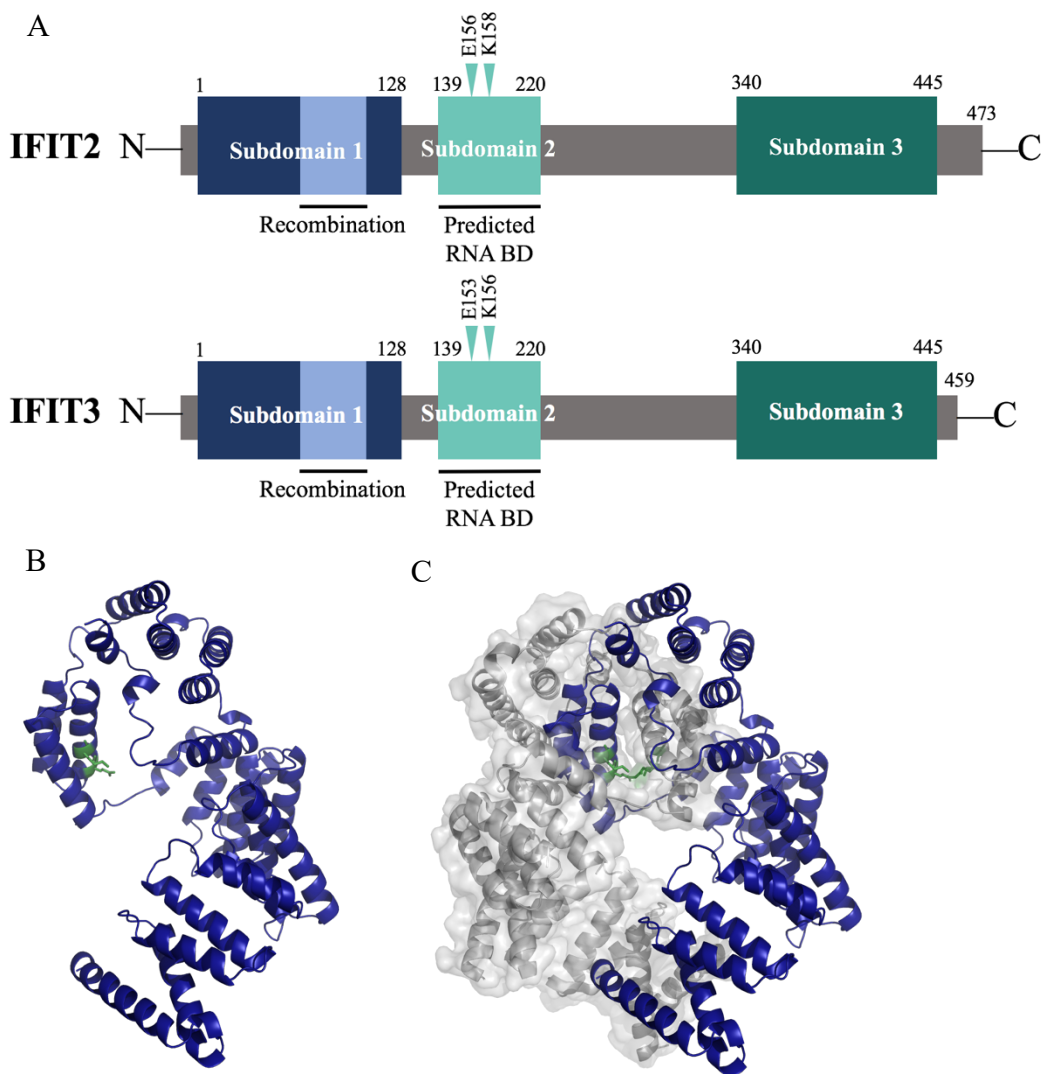 A
E156
K158
1
128
139
220
340
445
473
IFIT2
N
Subdomain 1
Subdomain 2
Subdomain 3
C
Recombination
Predicted
RNA BD
E153
K156
1
128
139
220
340
445
459
IFIT3
N
Subdomain 1
Subdomain 2
Subdomain 3
C
Recombination
Predicted
RNA BD
B
C